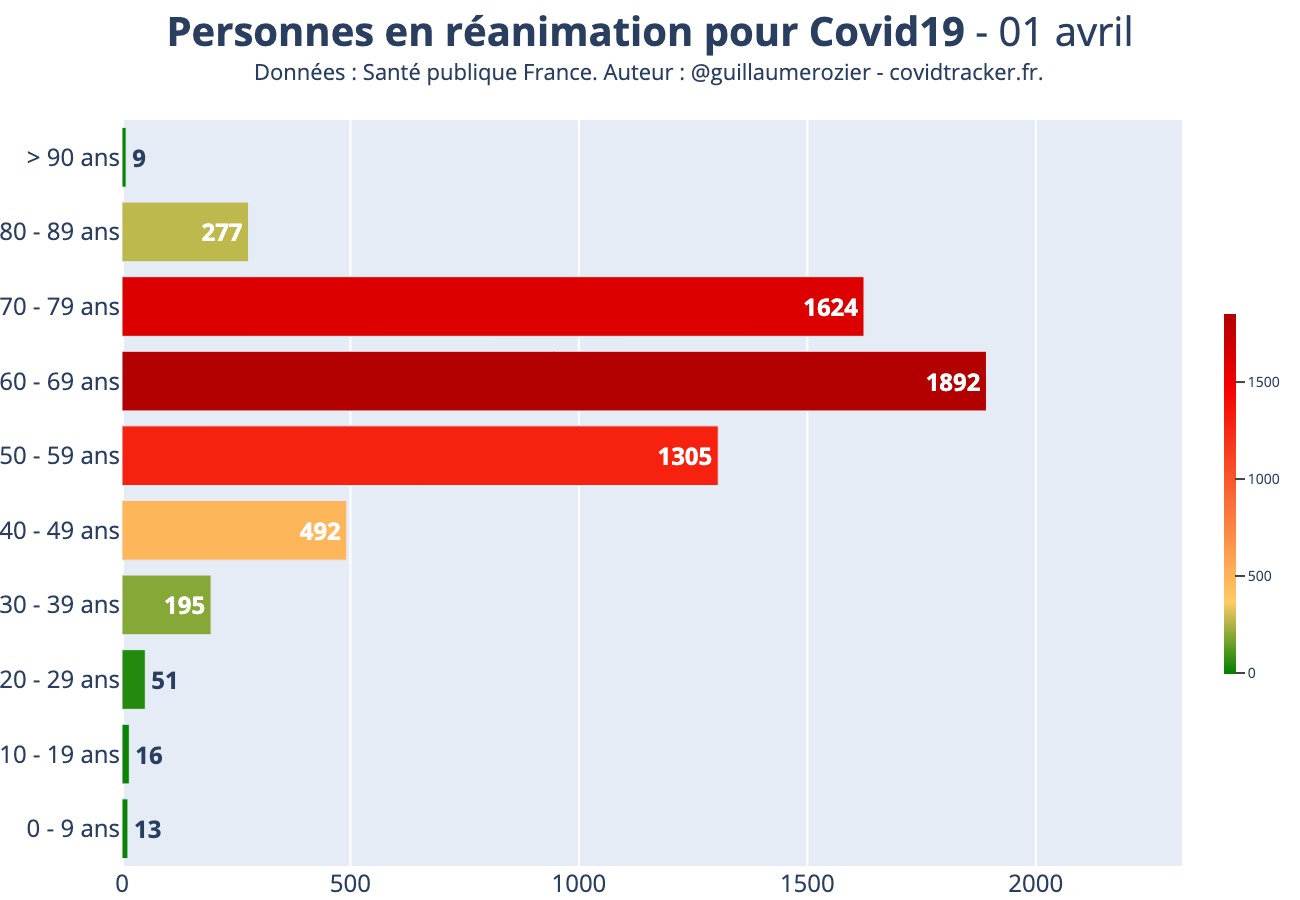 Personnes en réanimation pour Covid19 - 01 avril
Données : Santé publique France. Auteur : @guillaumerozier - covidtracker.fr.
> 90 ans 9
80 - 89 ans 277
70 - 79 ans 1624
60 - 69 ans 1892
50 - 59 ans 1305
40 - 49 ans 492
30 - 39 ans 195
20 - 29 ans 51
10 - 19 ans 16
0 - 9 ans 13
0 500 1000 1500 2000
1500
1000
500
0